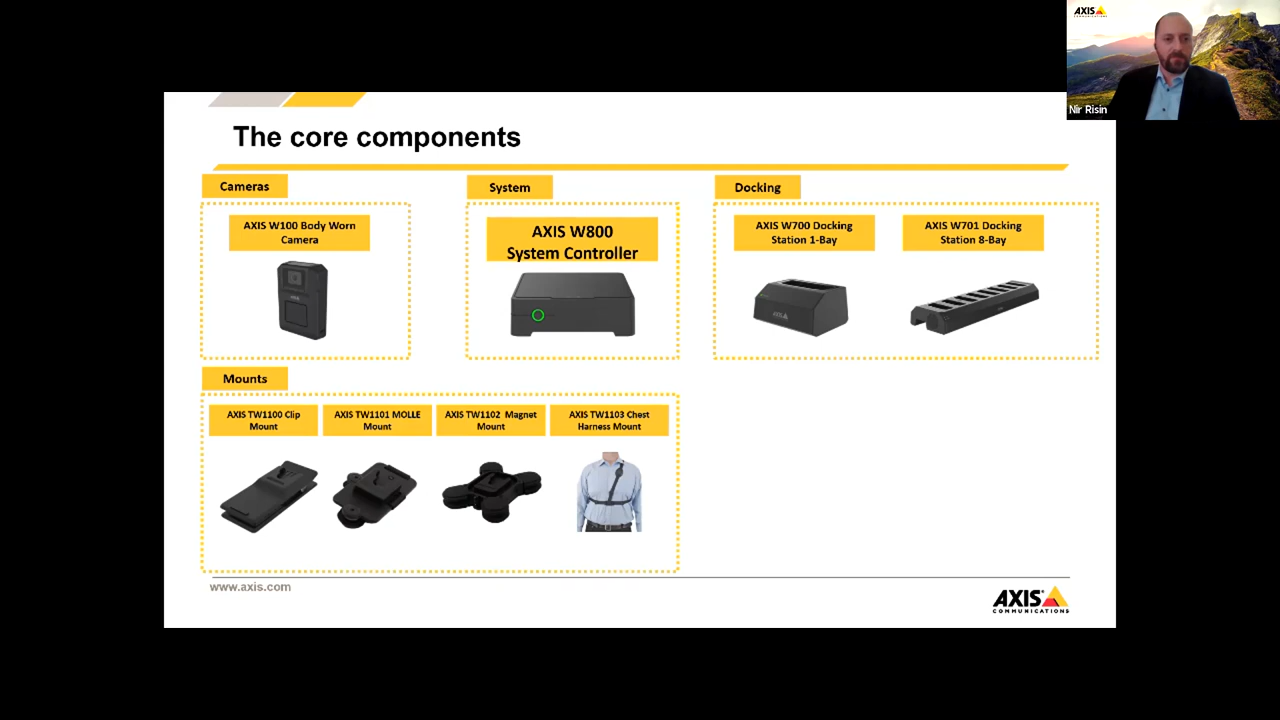 AXIS
COMMUNICATIONS
Nir Risin
The core components
Cameras
AXIS W100 Body Worn
Camera
System
AXIS W800
System Controller
Docking
AXIS W700 Docking
Station 1-Bay
AXIS W701 Docking
Station 8-Bay
AXIS
Mounts
AXIS TW1100 Clip
Mount
AXIS TW1101 MOLLE
Mount
AXIS TW1102 Magnet
Mount
AXIS TW1103 Chest
Harness Mount
www.axis.com
AXIS
COMMUNICATIONS